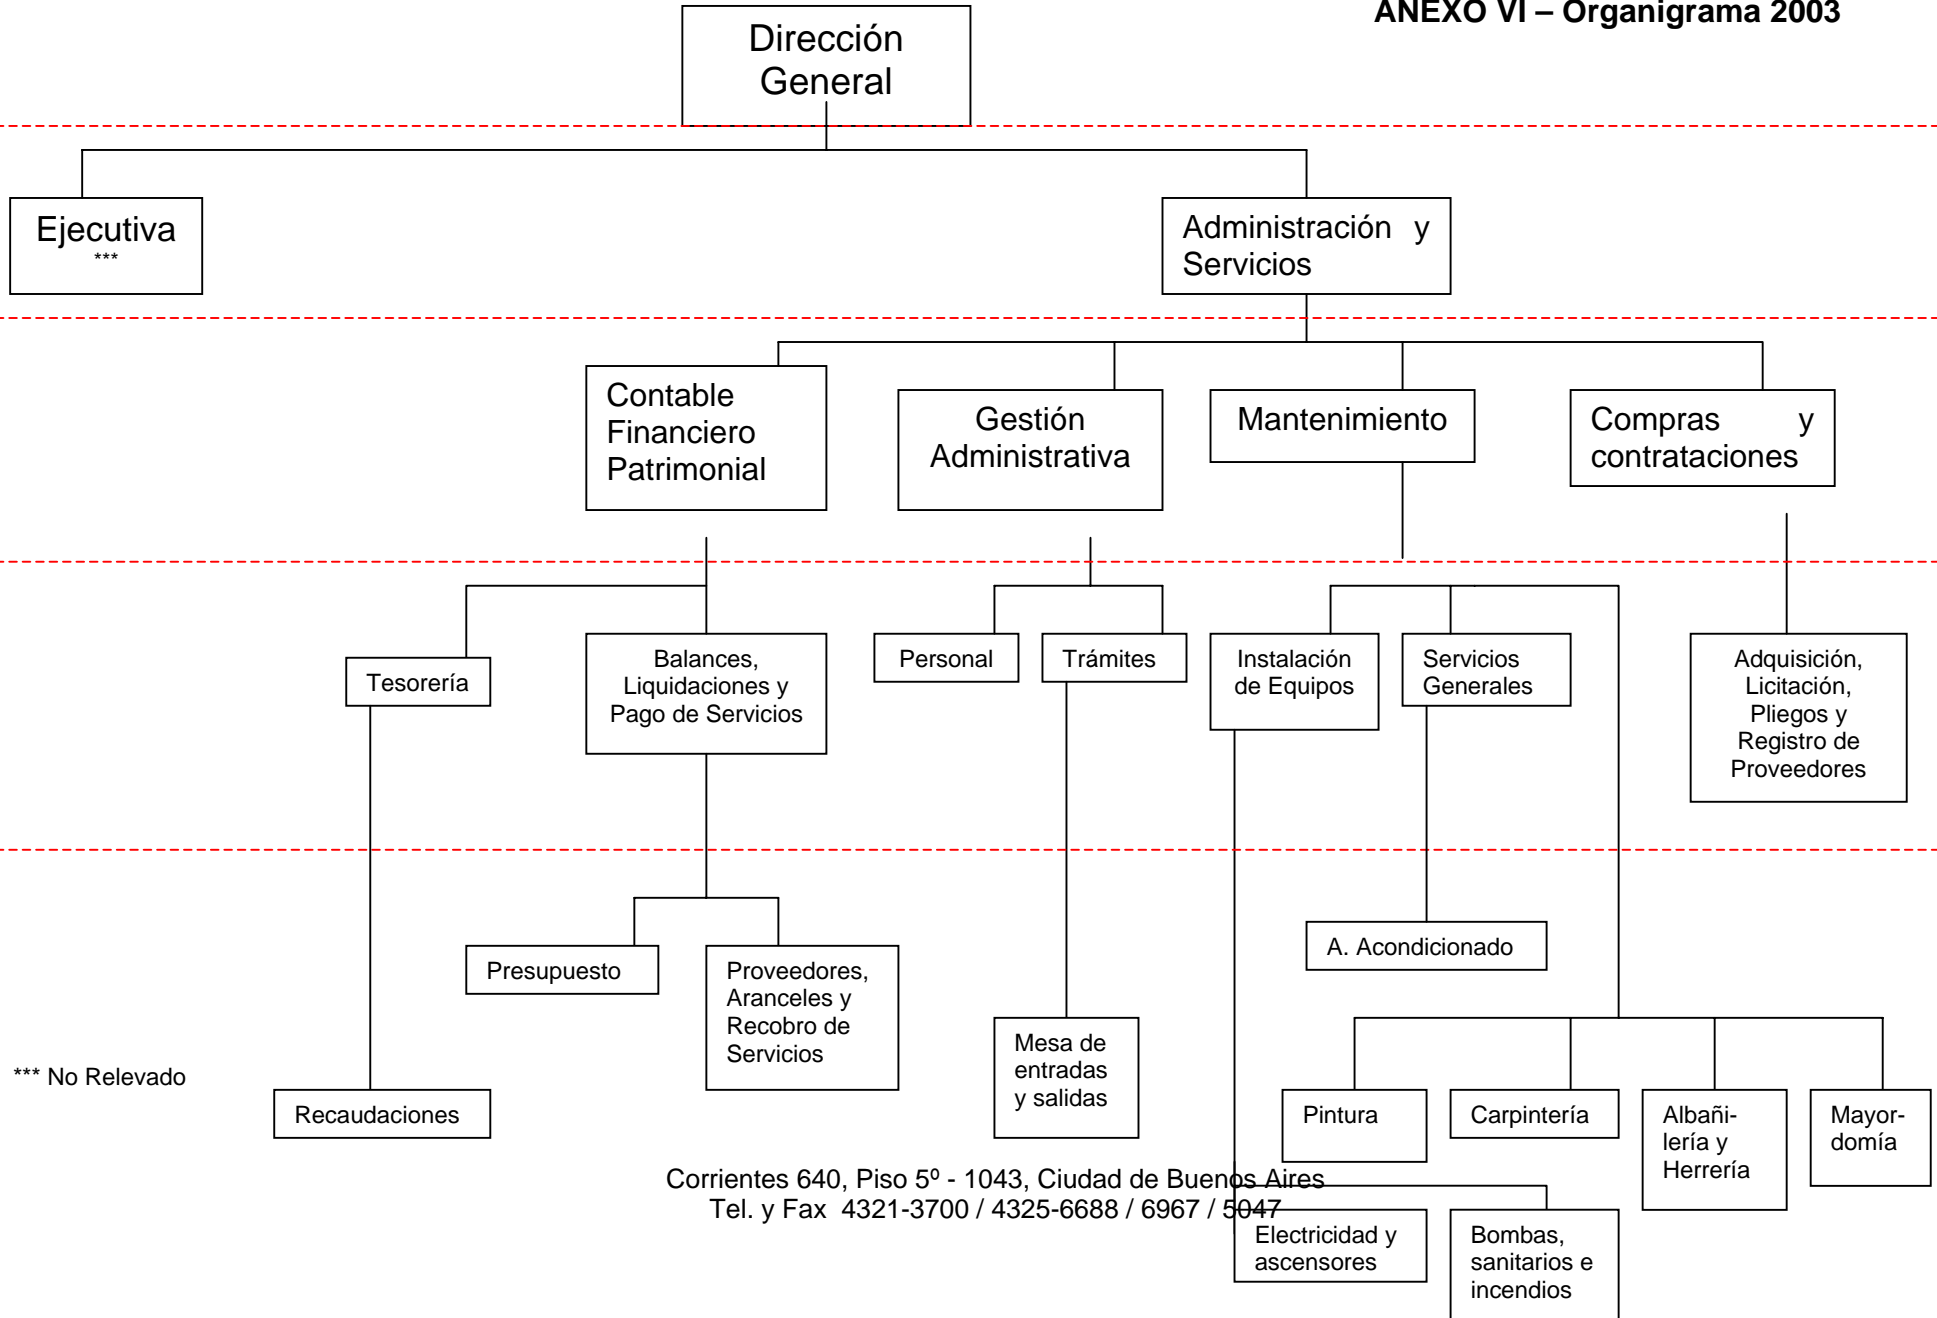 ANEXO VI – Organigrama 2003
Dirección
General
Ejecutiva
***
Administración y
Servicios
Contable
Financiero
Patrimonial
Gestión
Administrativa
Mantenimiento
Compras y
contrataciones
Tesorería
Balances,
Liquidaciones y
Pago de Servicios
Personal
Trámites
Instalación
de Equipos
Servicios
Generales
Adquisición,
Licitación,
Pliegos y
Registro de
Proveedores
Presupuesto
Proveedores,
Aranceles y
Recobro de
Servicios
A. Acondicionado
Mesa de
entradas
y salidas
*** No Relevado
Recaudaciones
Pintura
Carpintería
Albañi-
lería y
Herrería
Mayor-
domía
Corrientes 640, Piso 5º - 1043, Ciudad de Buenos Aires
Tel. y Fax 4321-3700 / 4325-6688 / 6967 / 5047
Electricidad y
ascensores
Bombas,
sanitarios e
incendios